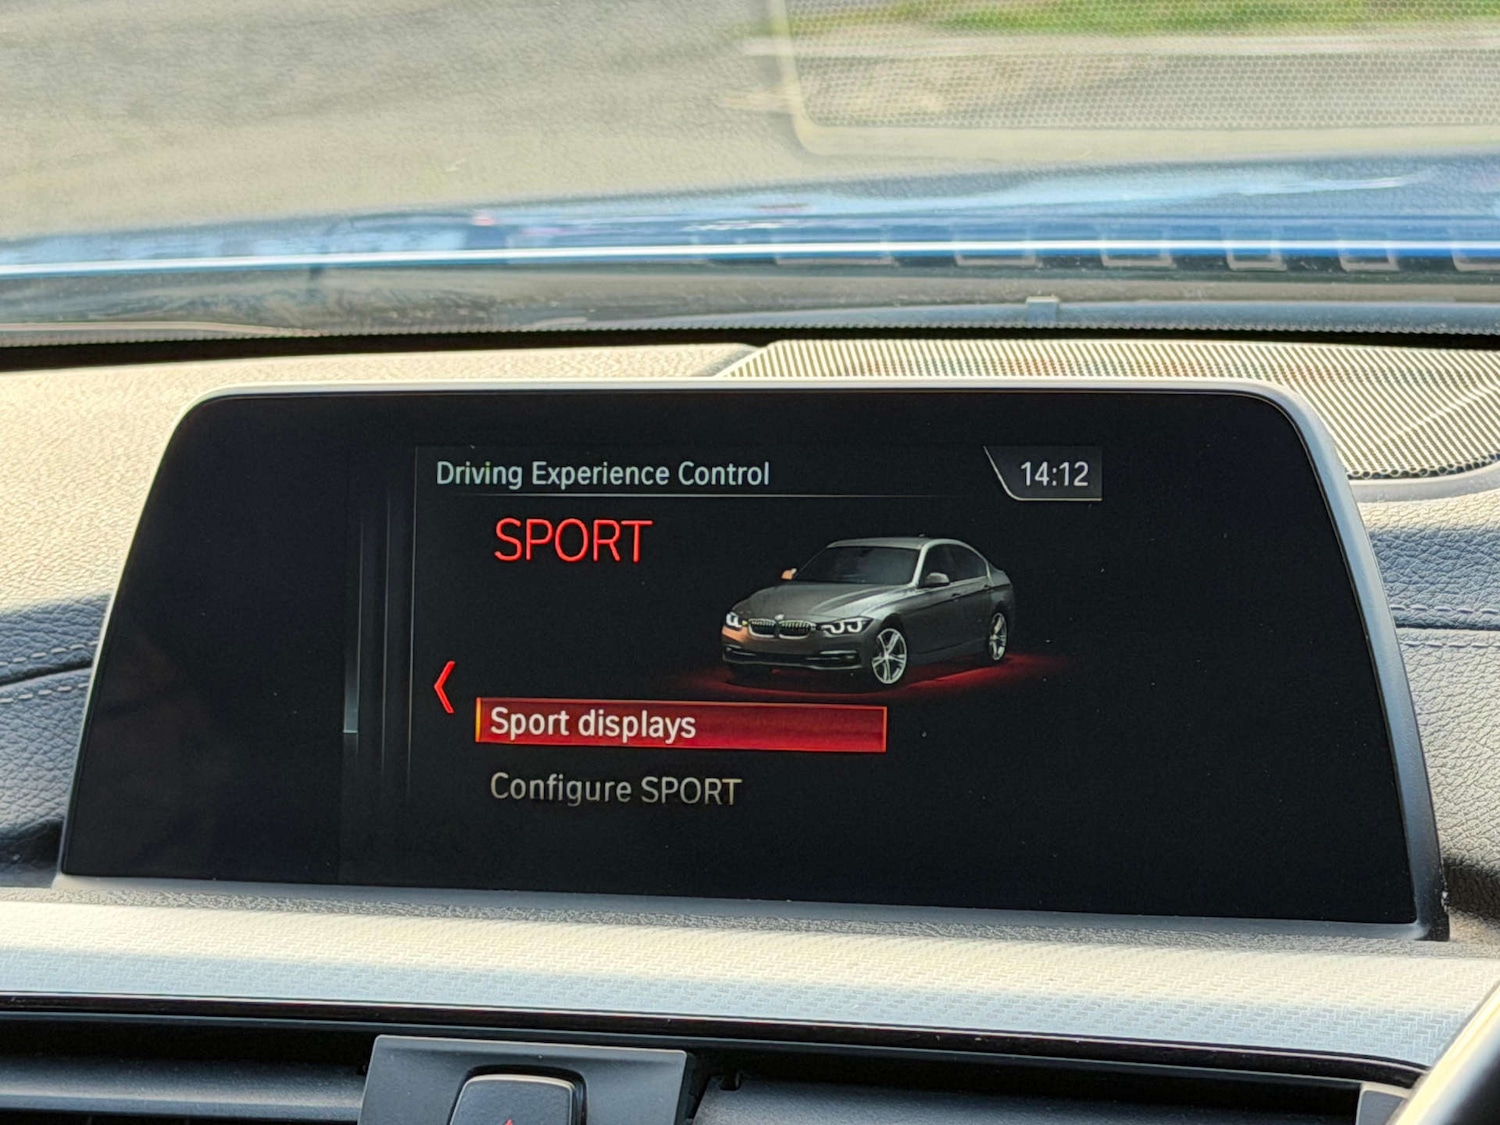 Driving Experience Control
14:12
SPORT
Sport displays
Configure SPORT